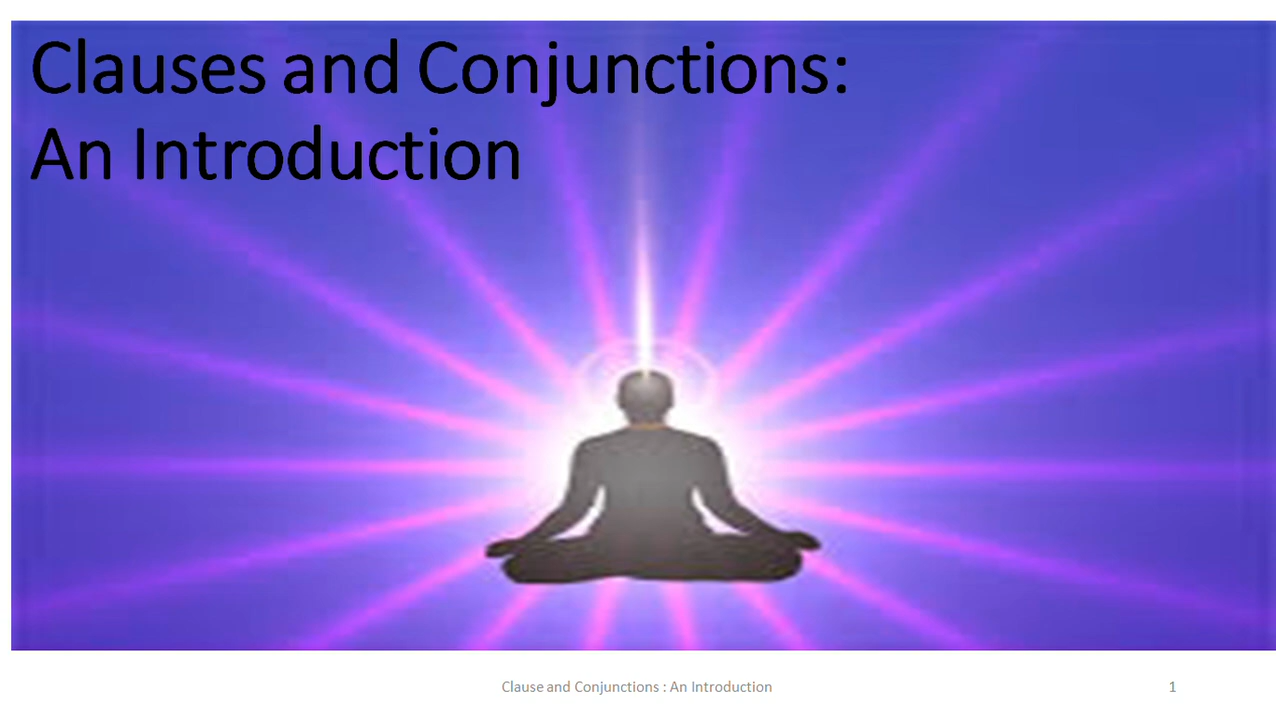 Clauses and Conjunctions:
An Introduction
Clause and Conjunctions : An Introduction
1